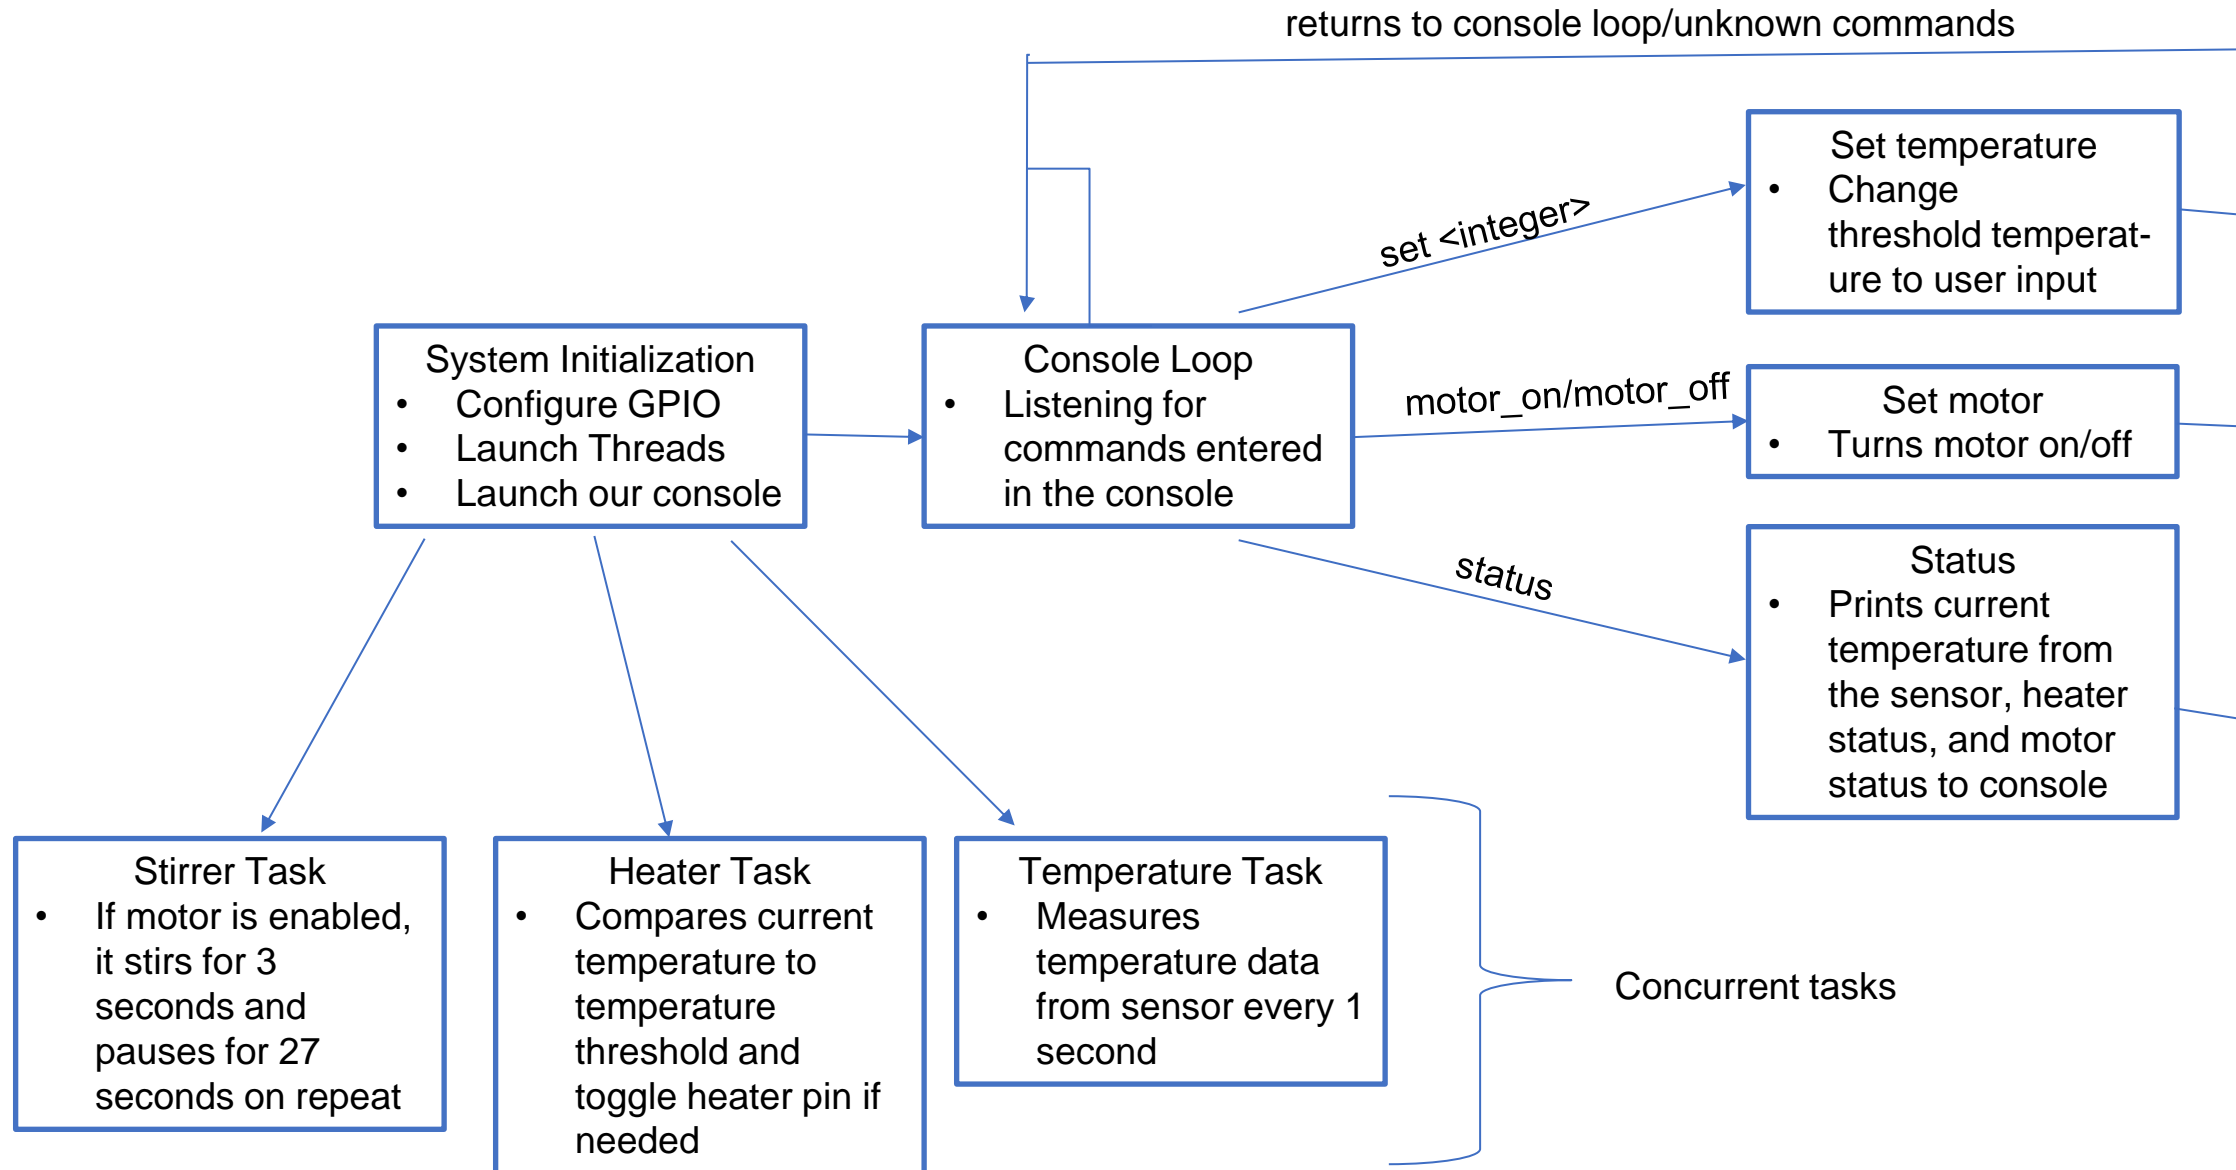 returns to console loop/unknown commands
Set temperature
• Change
threshold temperat-
ure to user input
set <integer>
System Initialization
• Configure GPIO
• Launch Threads
• Launch our console
Console Loop
• Listening for
commands entered
in the console
motor_on/motor_off
Set motor
• Turns motor on/off
status
Status
• Prints current
temperature from
the sensor, heater
status, and motor
status to console
Stirrer Task
• If motor is enabled,
it stirs for 3
seconds and
pauses for 27
seconds on repeat
Heater Task
• Compares current
temperature to
temperature
threshold and
toggle heater pin if
needed
Temperature Task
• Measures
temperature data
from sensor every 1
second
Concurrent tasks